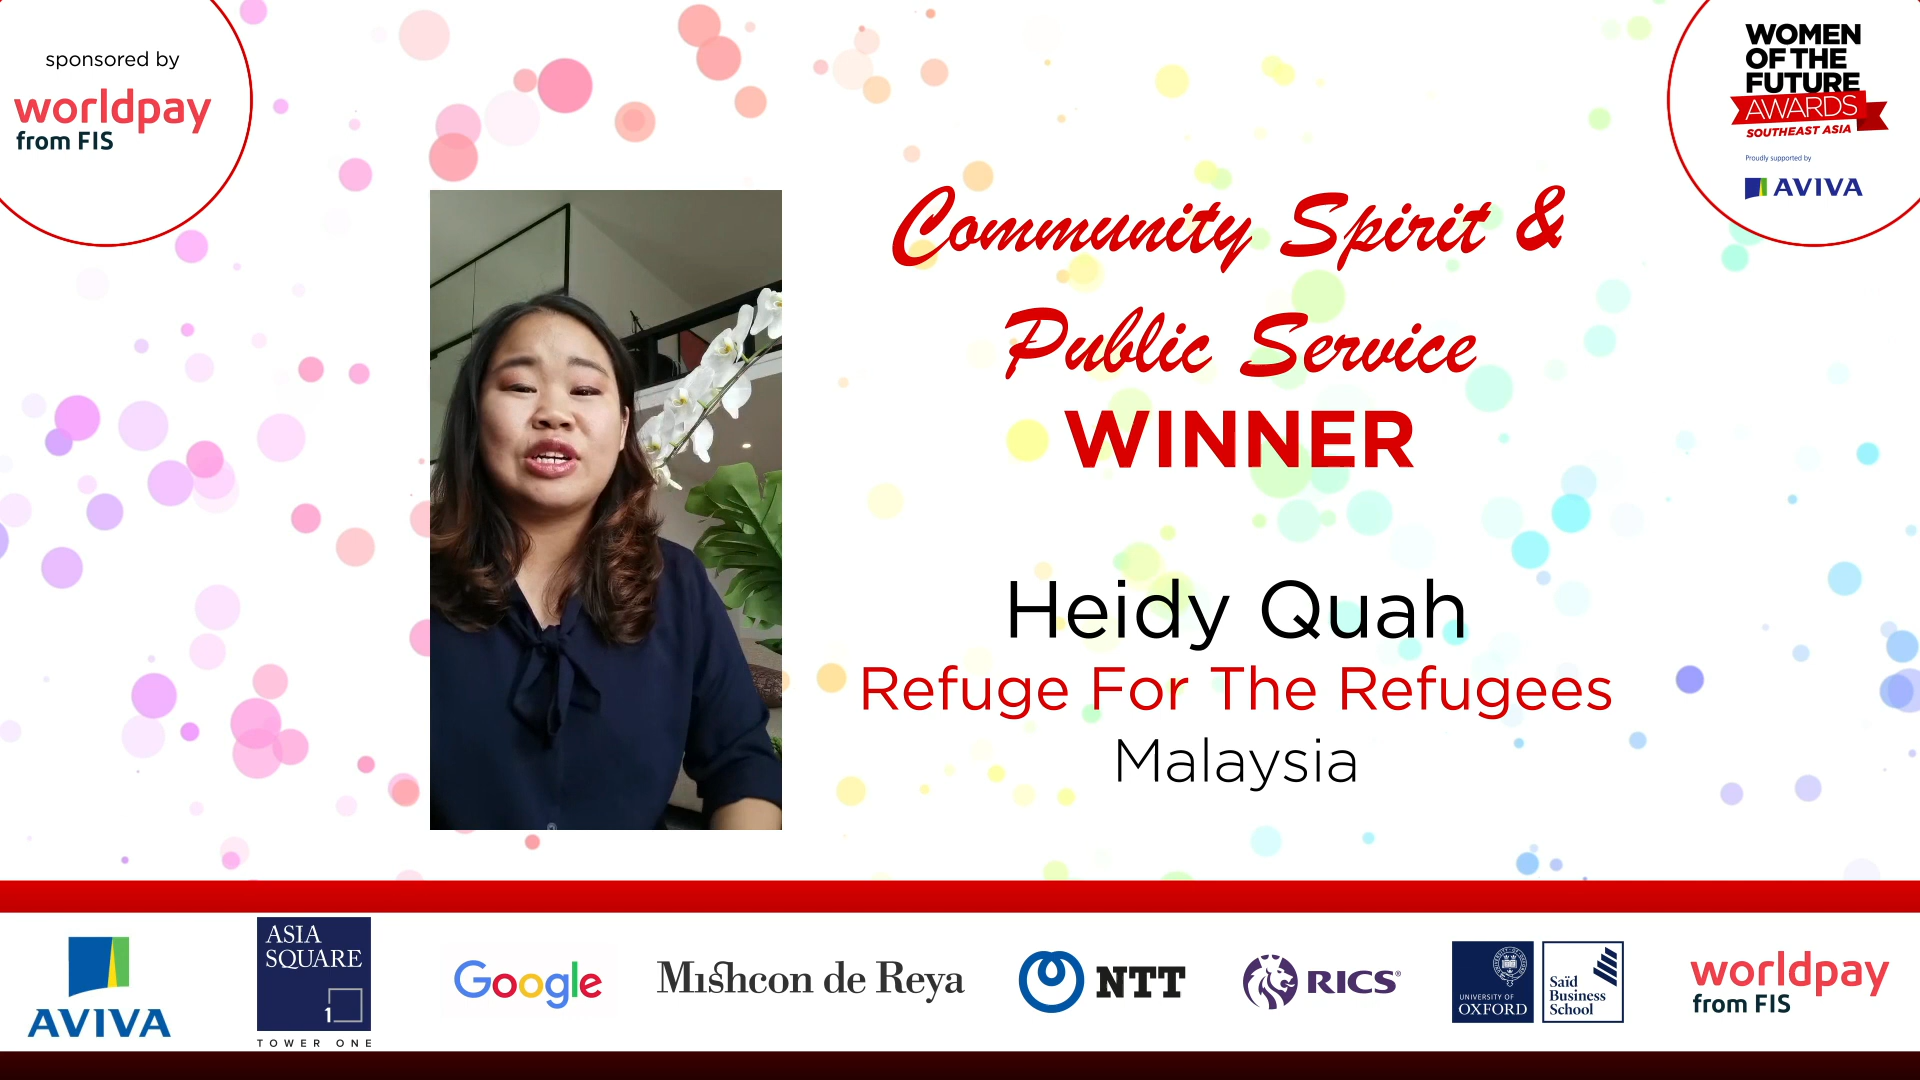 sponsored by
worldpay
from FIS
WOMEN
OF THE
FUTURE
AWARDS
SOUTHEAST ASIA
Proudly supported by
AVIVA
Community Spirit &
Public Service
WINNER
Heidy Quah
Refuge For The Refugees
Malaysia
AVIVA
ASIA
SQUARE
1
TOWER ONE
Google
Mishcon de Reya
NTT
RICS®
UNIVERSITY OF
OXFORD
Saïd
Business
School
worldpay
from FIS